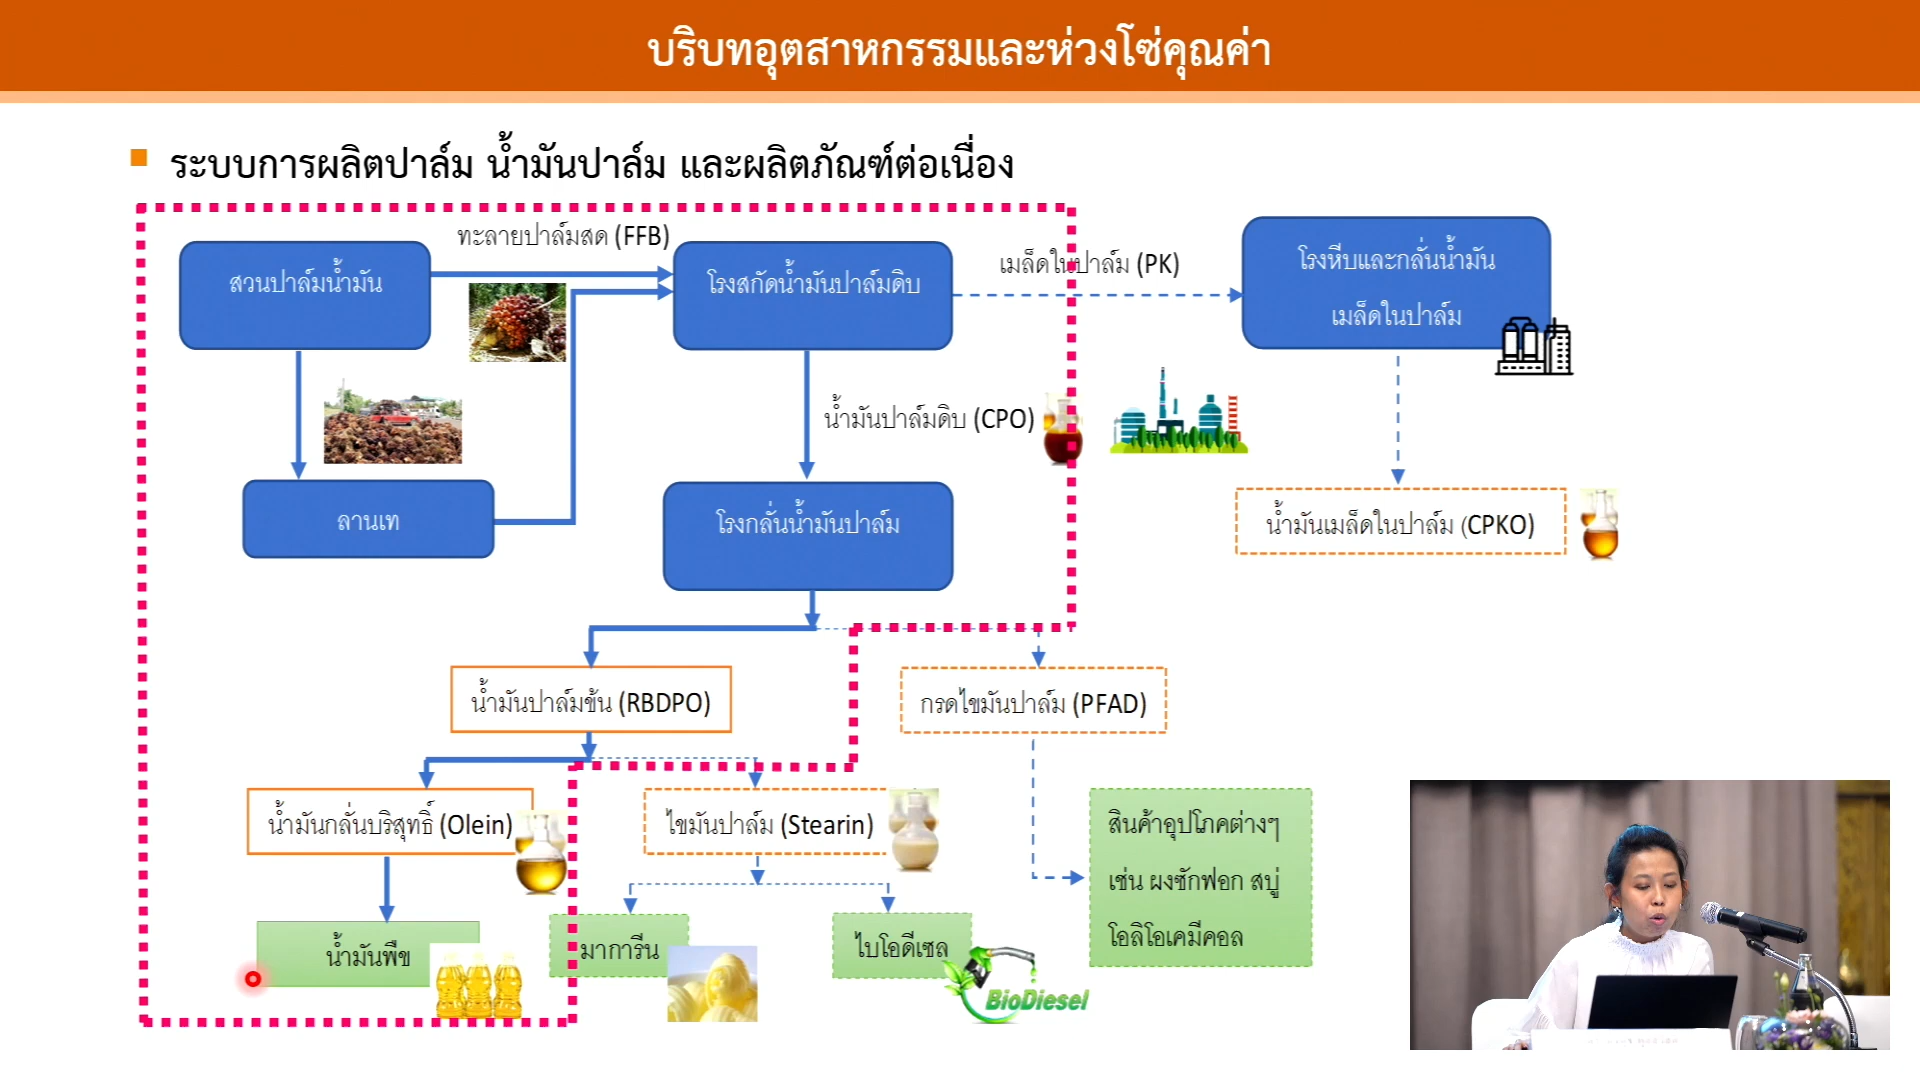 บริบทอุตสาหกรรมและห่วงโซ่คุณค่า
ระบบการผลิตปาล์ม น้ำมันปาล์ม และผลิตภัณฑ์ต่อเนื่อง
ทะลายปาล์มสด (FFB)
สวนปาล์มน้ำมัน
โรงสกัดน้ำมันปาล์มดิบ
เมล็ดในปาล์ม (PK)
โรงหีบและกลั่นน้ำมัน
เมล็ดในปาล์ม
น้ำมันปาล์มดิบ (CPO)
ลานเท
โรงกลั่นน้ำมันปาล์ม
น้ำมันเมล็ดในปาล์ม (CPKO)
น้ำมันปาล์มข้น (RBDPO)
กรดไขมันปาล์ม (PFAD)
น้ำมันกลั่นบริสุทธิ์ (Olein)
ไขมันปาล์ม (Stearin)
สินค้าอุปโภคต่างๆ
เช่น ผงซักฟอก สบู่
โอลิโอเคมีคอล
น้ำมันพืช
มาการีน
ไบโอดีเซล
BioDiesel